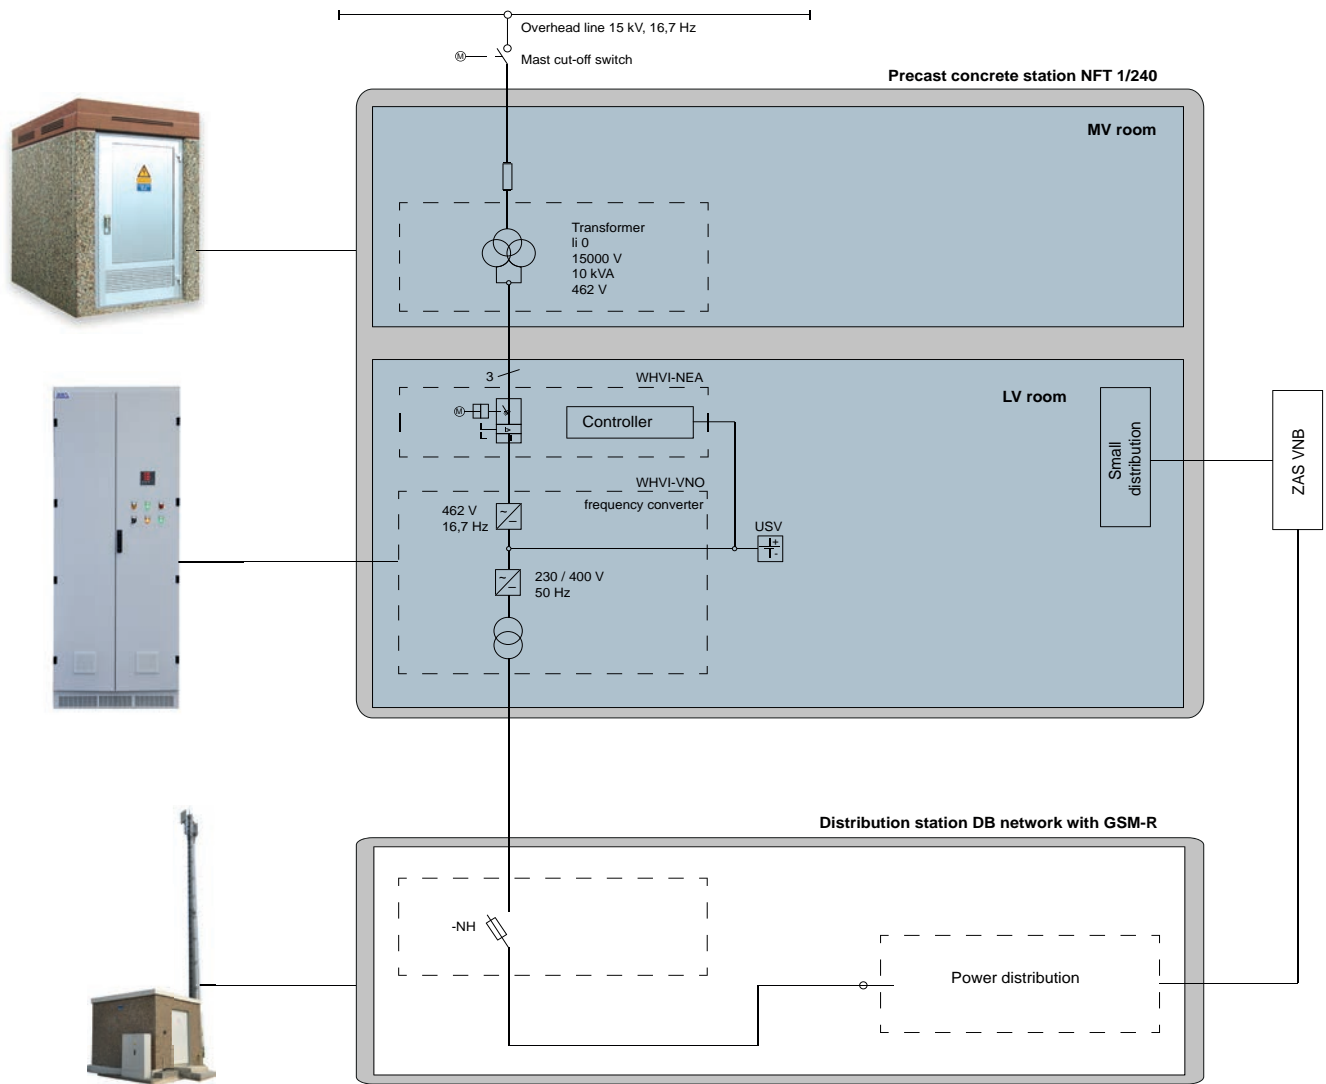 Overhead line 15 kV, 16,7 Hz
M
Mast cut-off switch
Precast concrete station NFT 1/240
MV room
Transformer
Ii 0
15000 V
10 kVA
462 V
3
WHVI-NEA
LV room
M
Controller
Small
distribution
ZAS VNB
WHVI-VNO
frequency converter
462 V
16,7 Hz
USV
230 / 400 V
50 Hz
Distribution station DB network with GSM-R
-NH
Power distribution